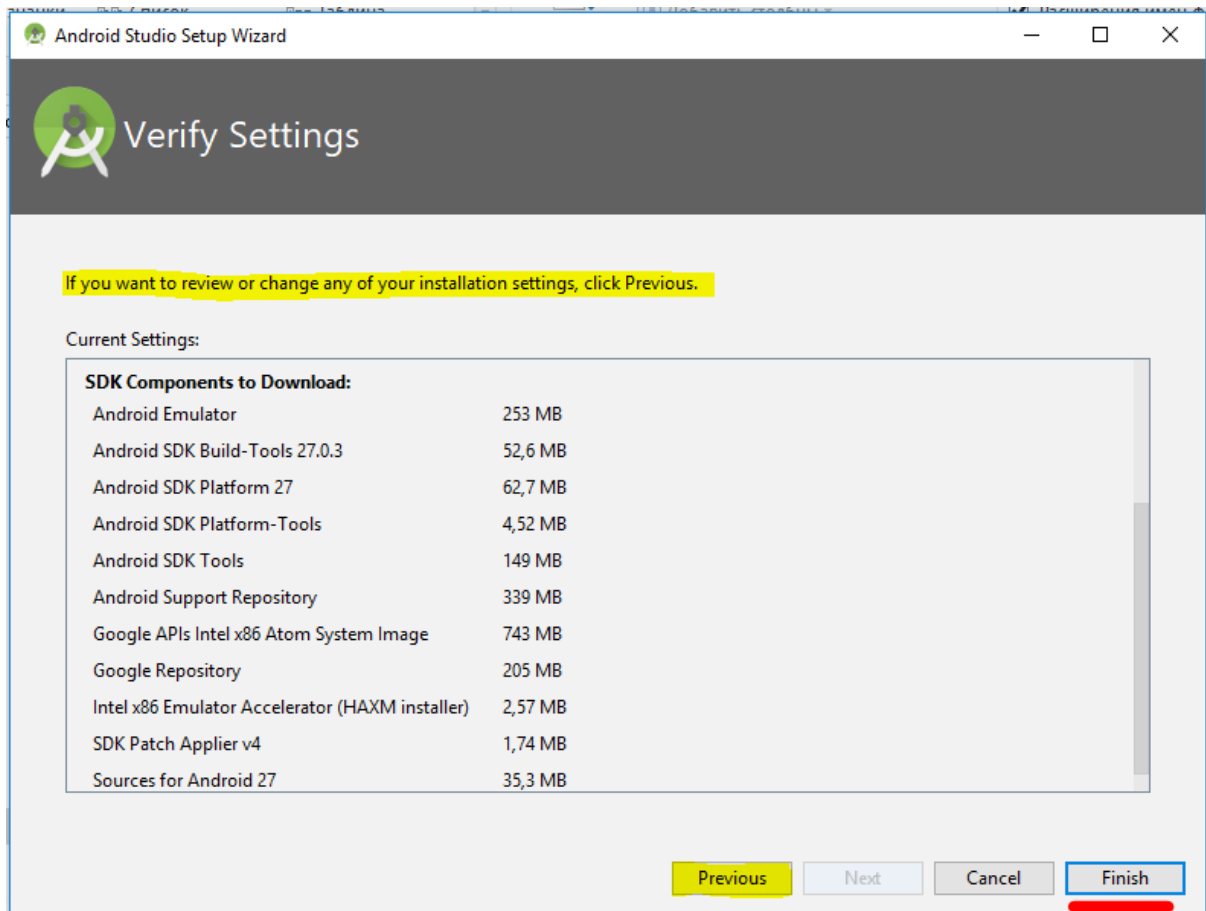 Android Studio Setup Wizard
Verify Settings
If you want to review or change any of your installation settings, click Previous.
Current Settings:
SDK Components to Download:
Android Emulator 253 MB
Android SDK Build-Tools 27.0.3 52,6 MB
Android SDK Platform 27 62,7 MB
Android SDK Platform-Tools 4,52 MB
Android SDK Tools 149 MB
Android Support Repository 339 MB
Google APIs Intel x86 Atom System Image 743 MB
Google Repository 205 MB
Intel x86 Emulator Accelerator (HAXM installer) 2,57 MB
SDK Patch Applier v4 1,74 MB
Sources for Android 27 35,3 MB
Previous Next Cancel Finish